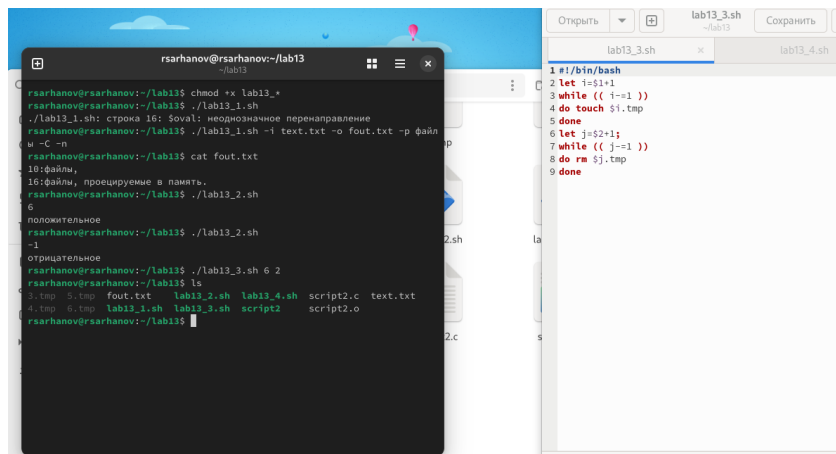 rsarhanov@rsarhanov:~/lab13
~/lab13
rsarhanov@rsarhanov:~/lab13$ chmod +x lab13_*
rsarhanov@rsarhanov:~/lab13$ ./lab13_1.sh
./lab13_1.sh: строка 16: $oval: неоднозначное перенаправление
rsarhanov@rsarhanov:~/lab13$ ./lab13_1.sh -i text.txt -o fout.txt -p файл
ы -C -n
rsarhanov@rsarhanov:~/lab13$ cat fout.txt
10:файлы,
16:файлы, проецируемые в память.
rsarhanov@rsarhanov:~/lab13$ ./lab13_2.sh
6
положительное
rsarhanov@rsarhanov:~/lab13$ ./lab13_2.sh
-1
отрицательное
rsarhanov@rsarhanov:~/lab13$ ./lab13_3.sh 6 2
rsarhanov@rsarhanov:~/lab13$ ls
3.tmp 5.tmp fout.txt lab13_2.sh lab13_4.sh script2.c text.txt
4.tmp 6.tmp lab13_1.sh lab13_3.sh script2 script2.o
rsarhanov@rsarhanov:~/lab13$
2.sh
2.c
Открыть
lab13_3.sh
~/lab13
Сохранить
lab13_3.sh
lab13_4.sh
1 #!/bin/bash
2 let i=$1+1
3 while (( i-=1 ))
4 do touch $i.tmp
5 done
6 let j=$2+1;
7 while (( j-=1 ))
8 do rm $j.tmp
9 done